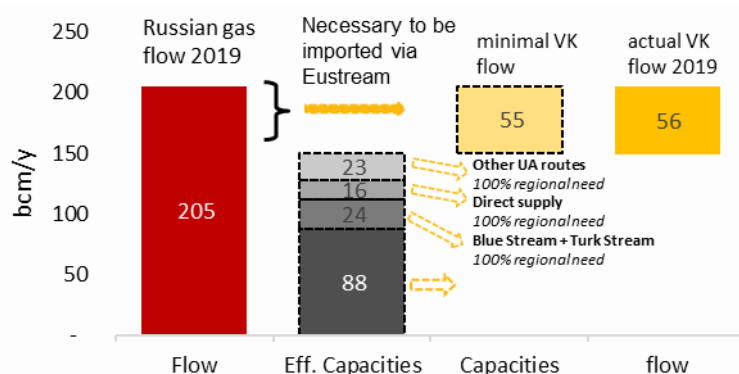 250
200
150
100
50
-
bcm/y
Russian gas
flow 2019
Necessary to be
imported via
Eustream
minimal VK
flow
actual VK
flow 2019
205
23
16
24
88
55
56
Other UA routes
100% regional need
Direct supply
100% regional need
Blue Stream + Turk Stream
100% regional need
Flow
Eff. Capacities
Capacities
flow